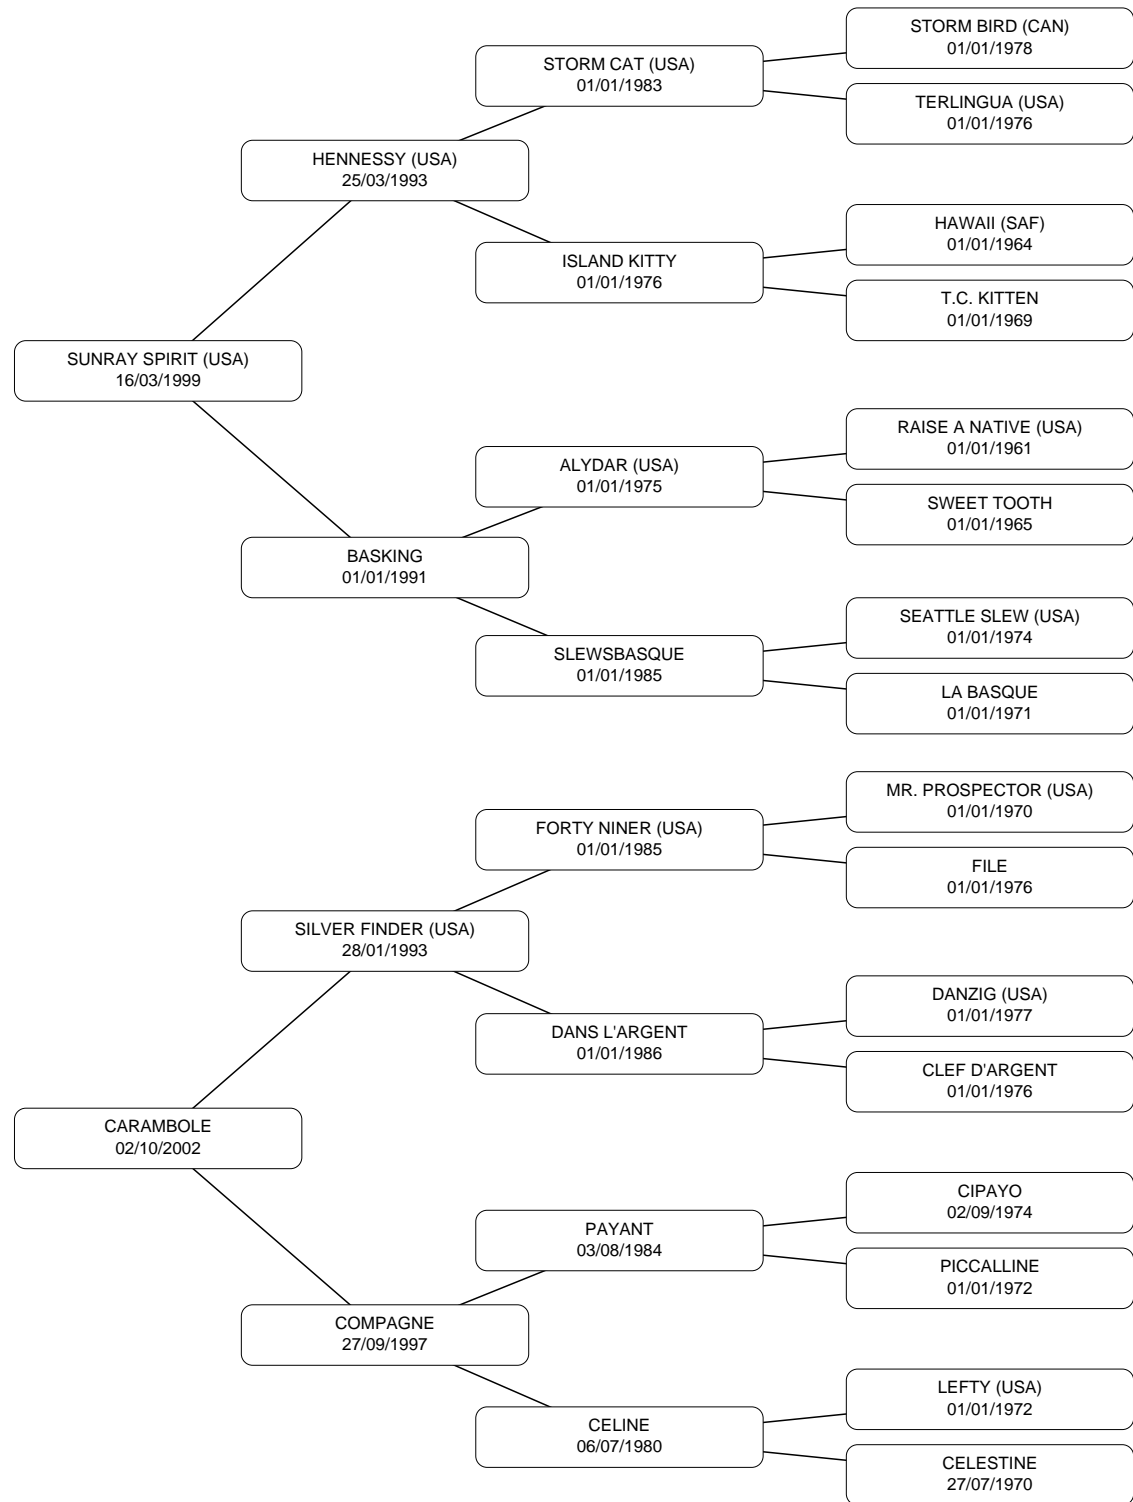 STORM BIRD (CAN)
01/01/1978
STORM CAT (USA)
01/01/1983
TERLINGUA (USA)
01/01/1976
HENNESSY (USA)
25/03/1993
HAWAII (SAF)
01/01/1964
ISLAND KITTY
01/01/1976
T.C. KITTEN
01/01/1969
SUNRAY SPIRIT (USA)
16/03/1999
RAISE A NATIVE (USA)
01/01/1961
ALYDAR (USA)
01/01/1975
SWEET TOOTH
01/01/1965
BASKING
01/01/1991
SEATTLE SLEW (USA)
01/01/1974
SLEWSBASQUE
01/01/1985
LA BASQUE
01/01/1971
MR. PROSPECTOR (USA)
01/01/1970
FORTY NINER (USA)
01/01/1985
FILE
01/01/1976
SILVER FINDER (USA)
28/01/1993
DANZIG (USA)
01/01/1977
DANS L'ARGENT
01/01/1986
CLEF D'ARGENT
01/01/1976
CARAMBOLE
02/10/2002
CIPAYO
02/09/1974
PAYANT
03/08/1984
PICCALLINE
01/01/1972
COMPAGNE
27/09/1997
LEFTY (USA)
01/01/1972
CELINE
06/07/1980
CELESTINE
27/07/1970